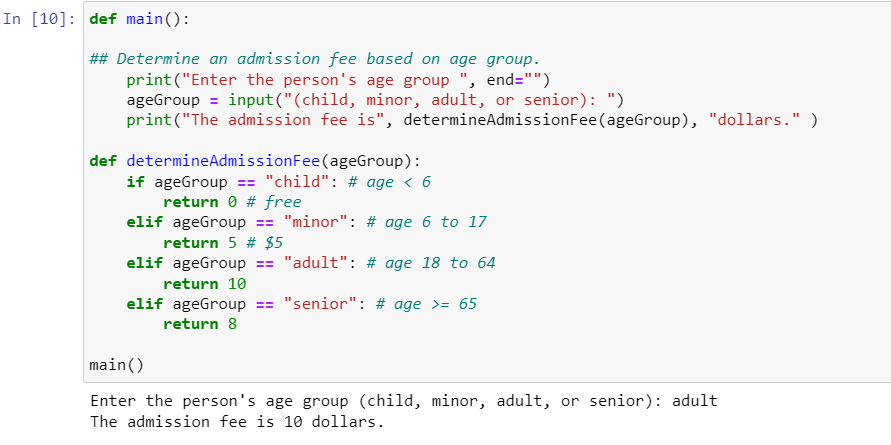 In [10]: def main():
## Determine an admission fee based on age group.
    print("Enter the person's age group ", end="")
    ageGroup = input("(child, minor, adult, or senior): ")
    print("The admission fee is", determineAdmissionFee(ageGroup), "dollars." )
def determineAdmissionFee(ageGroup):
    if ageGroup == "child": # age < 6
        return 0 # free
    elif ageGroup == "minor": # age 6 to 17
        return 5 # $5
    elif ageGroup == "adult": # age 18 to 64
        return 10
    elif ageGroup == "senior": # age >= 65
        return 8
main()
Enter the person's age group (child, minor, adult, or senior): adult
The admission fee is 10 dollars.